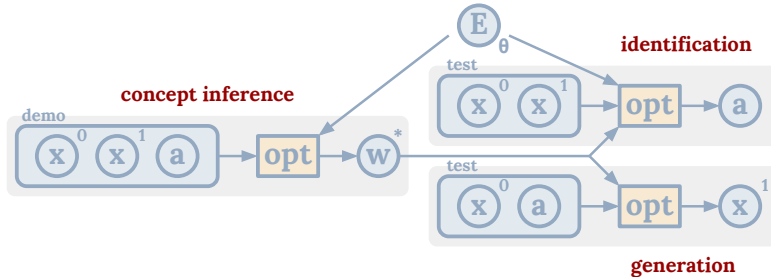 E θ
identification
test
x 0 x 1 opt a
concept inference
demo
x 0 x 1 a opt w *
test
x 0 a opt x 1
generation